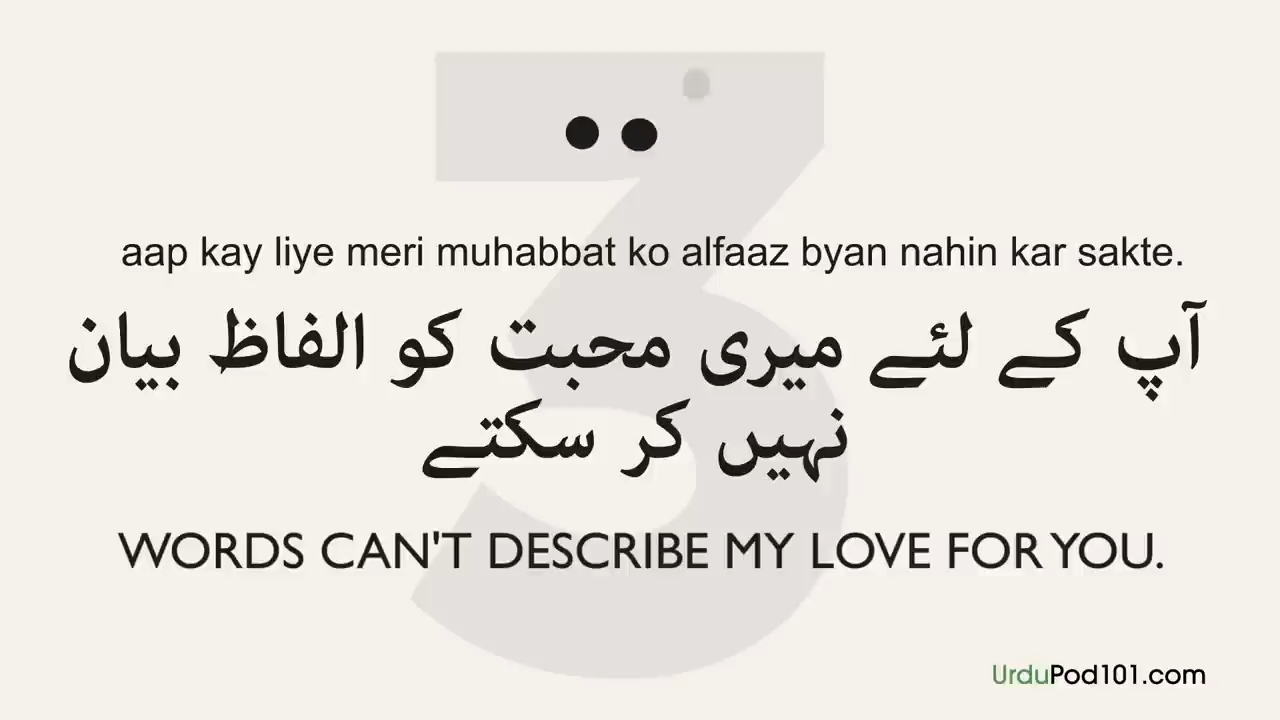 3
aap kay liye meri muhabbat ko alfaaz byan nahin kar sakte.
آپ کے لئے میری محبت کو الفاظ بیان
نہیں کر سکتے
WORDS CAN'T DESCRIBE MY LOVE FOR YOU.
UrduPod101.com